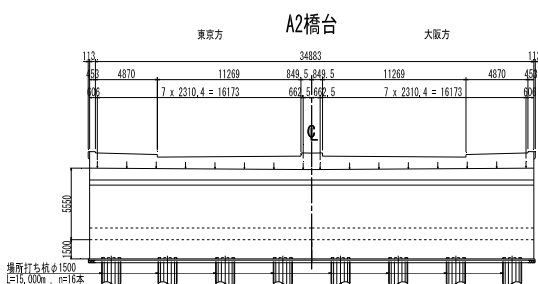 A2橋台
東京方
大阪方
113
34883
113
453 4870 11269 849.5 849.5 11269 4870 453
606 7 x 2310.4 = 16173 662.5 662.5 7 x 2310.4 = 16173 606
℄
5550
1500
場所打ち杭φ1500
L=15,000m , n=16本